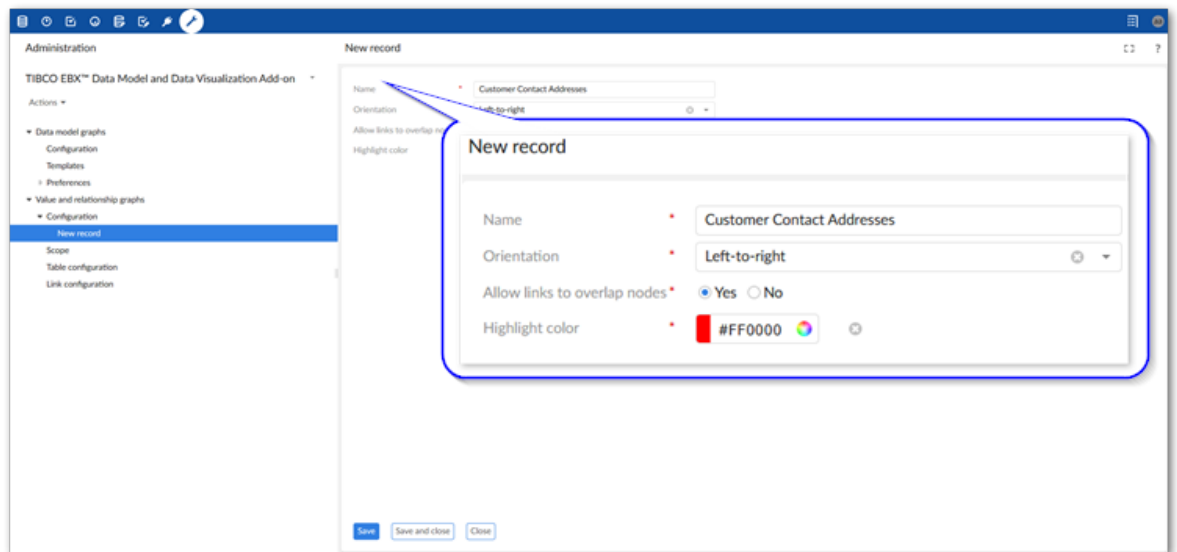 Administration
TIBCO EBX™ Data Model and Data Visualization Add-on
Actions
Data model graphs
Configuration
Templates
Preferences
Value and relationship graphs
Configuration
New record
Scope
Table configuration
Link configuration
New record
?
Name * Customer Contact Addresses
Orientation Left-to-right
Allow links to overlap
Highlight color
New record
Name * Customer Contact Addresses
Orientation * Left-to-right
Allow links to overlap nodes * Yes No
Highlight color * #FF0000
Save Save and close Close